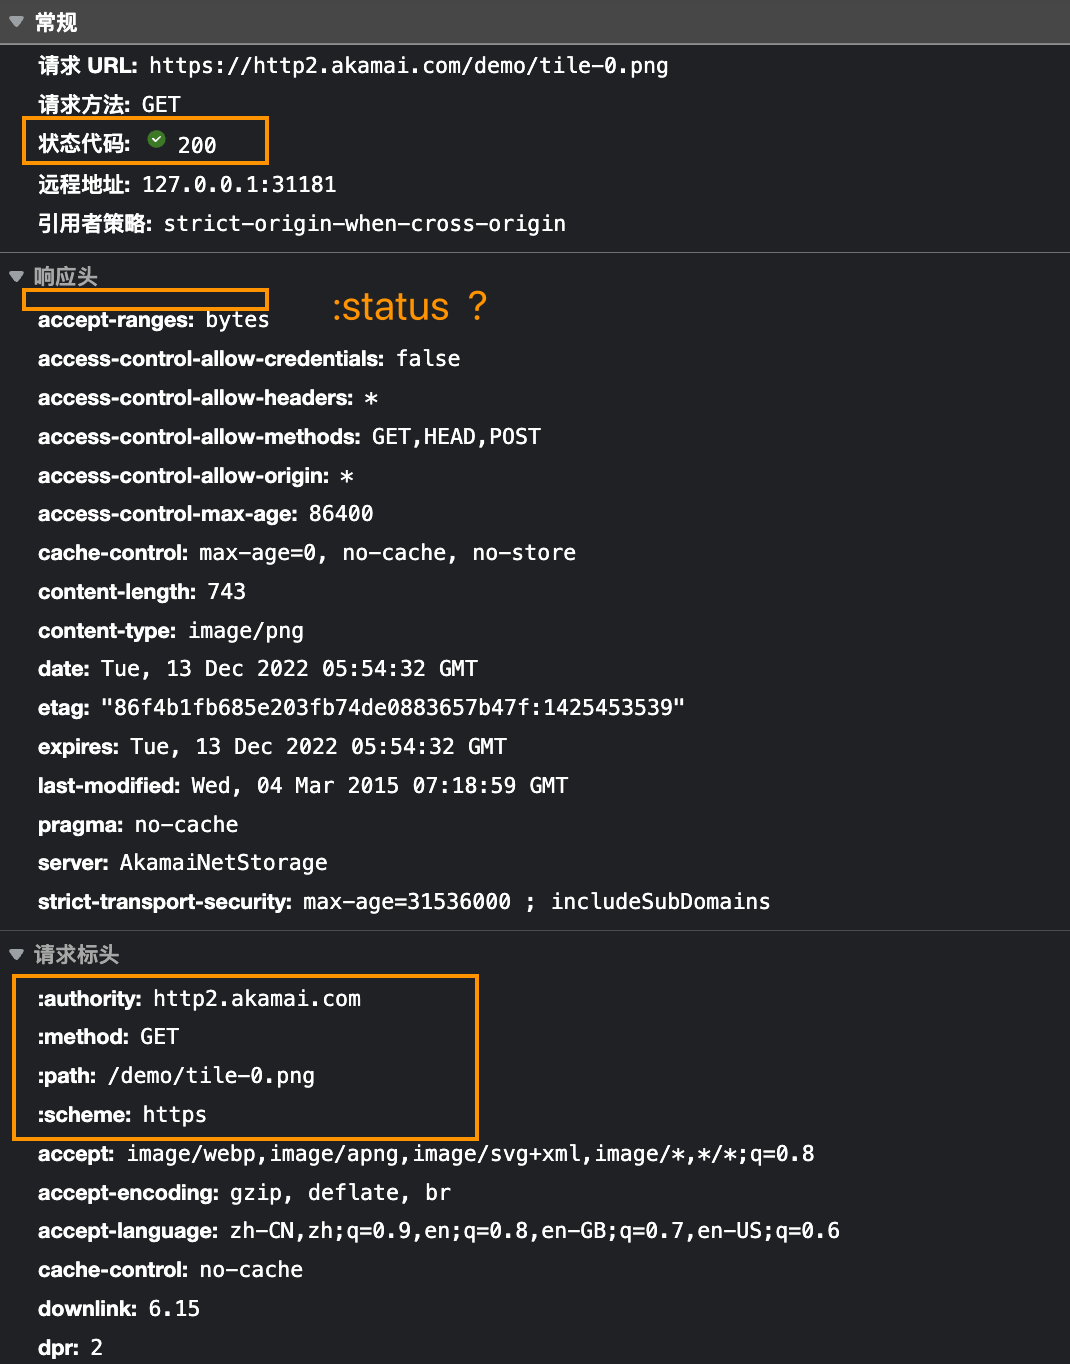 常规
请求 URL: https://http2.akamai.com/demo/tile-0.png
请求方法: GET
状态代码: 200
远程地址: 127.0.0.1:31181
引用者策略: strict-origin-when-cross-origin
响应头
:status ?
accept-ranges: bytes
access-control-allow-credentials: false
access-control-allow-headers: *
access-control-allow-methods: GET,HEAD,POST
access-control-allow-origin: *
access-control-max-age: 86400
cache-control: max-age=0, no-cache, no-store
content-length: 743
content-type: image/png
date: Tue, 13 Dec 2022 05:54:32 GMT
etag: "86f4b1fb685e203fb74de0883657b47f:1425453539"
expires: Tue, 13 Dec 2022 05:54:32 GMT
last-modified: Wed, 04 Mar 2015 07:18:59 GMT
pragma: no-cache
server: AkamaiNetStorage
strict-transport-security: max-age=31536000 ; includeSubDomains
请求标头
:authority: http2.akamai.com
:method: GET
:path: /demo/tile-0.png
:scheme: https
accept: image/webp,image/apng,image/svg+xml,image/*,*/*;q=0.8
accept-encoding: gzip, deflate, br
accept-language: zh-CN,zh;q=0.9,en;q=0.8,en-GB;q=0.7,en-US;q=0.6
cache-control: no-cache
downlink: 6.15
dpr: 2